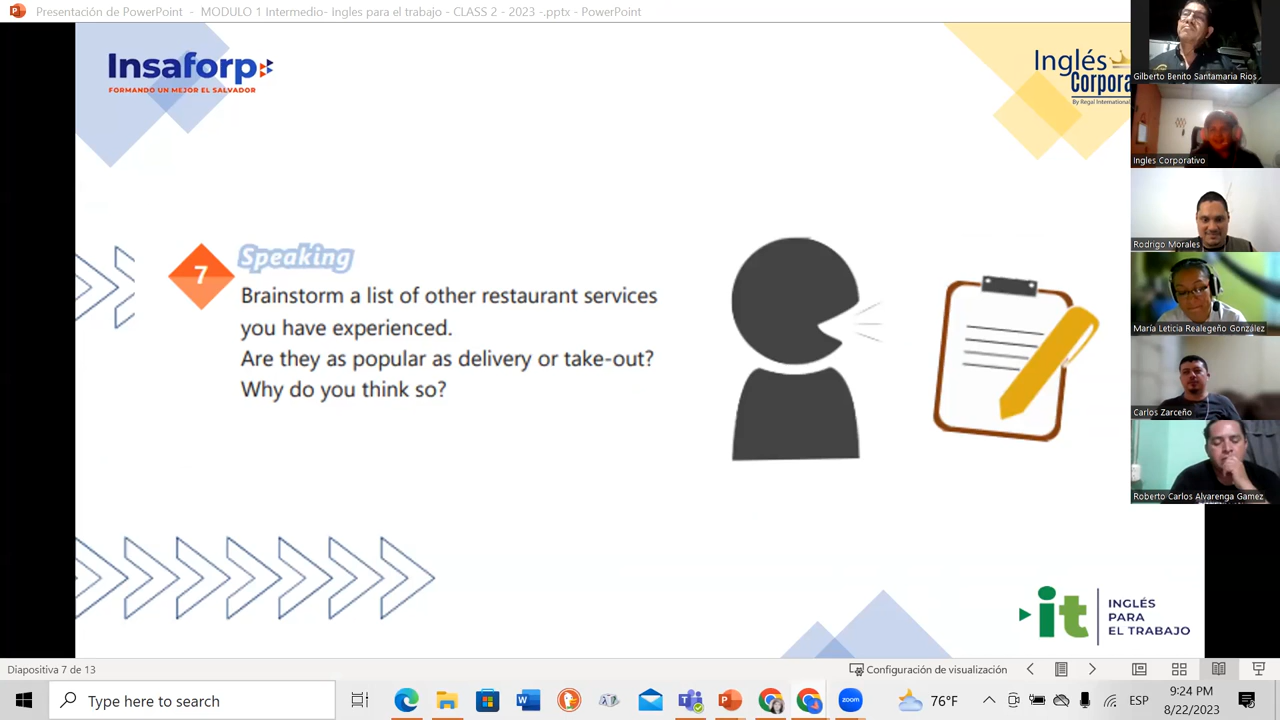 Presentación de PowerPoint - MODULO 1 Intermedio- Ingles para el trabajo - CLASS 2 - 2023 -.pptx - PowerPoint
Insaforp
FORMANDO UN MEJOR EL SALVADOR
Inglés
Corpora
By Regal International
Gilberto Benito Santamaria Rios
Ingles Corporativo
Rodrigo Morales
María Leticia Realegeño González
Carlos Zarceño
Roberto Carlos Alvarenga Gamez
7
Speaking
Brainstorm a list of other restaurant services
you have experienced.
Are they as popular as delivery or take-out?
Why do you think so?
it
INGLÉS
PARA
EL TRABAJO
Diapositiva 7 de 13
Configuración de visualización
Type here to search
76°F
ESP
9:24 PM
8/22/2023